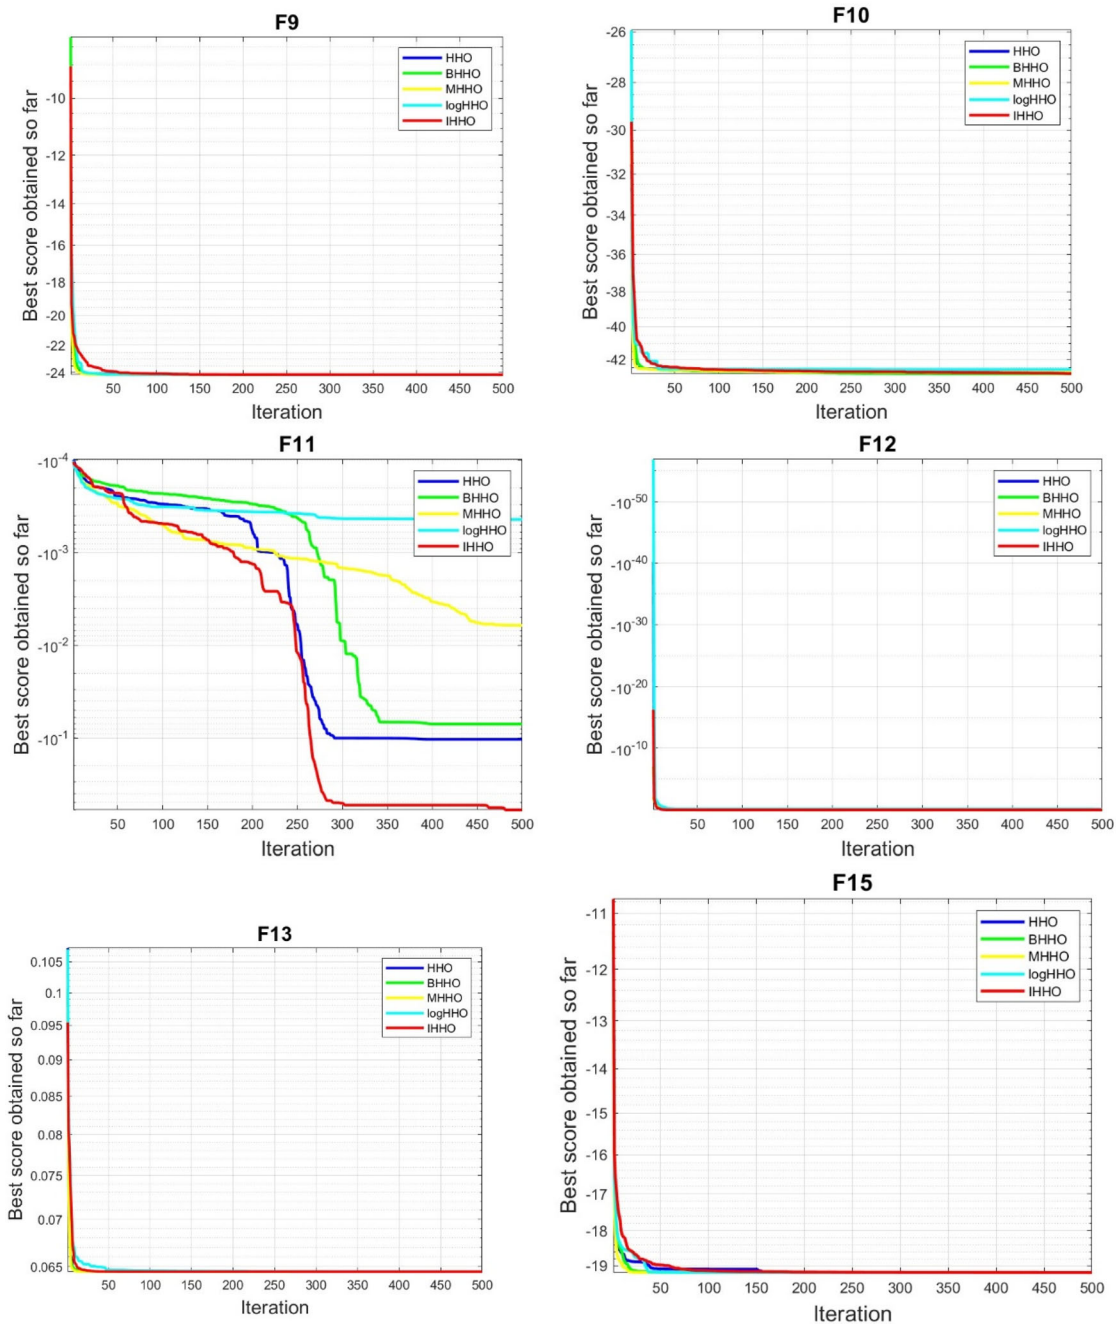 F9
Best score obtained so far
-10
-12
-14
-16
-18
-20
-22
-24
HHO
BHHO
MHHO
logHHO
IHHO
50 100 150 200 250 300 350 400 450 500
Iteration
F10
Best score obtained so far
-26
-28
-30
-32
-34
-36
-38
-40
-42
HHO
BHHO
MHHO
logHHO
IHHO
50 100 150 200 250 300 350 400 450 500
Iteration
F11
Best score obtained so far
-10^-4
-10^-3
-10^-2
-10^-1
HHO
BHHO
MHHO
logHHO
IHHO
50 100 150 200 250 300 350 400 450 500
Iteration
F12
Best score obtained so far
-10^-50
-10^-40
-10^-30
-10^-20
-10^-10
HHO
BHHO
MHHO
logHHO
IHHO
50 100 150 200 250 300 350 400 450 500
Iteration
F13
Best score obtained so far
0.105
0.1
0.095
0.09
0.085
0.08
0.075
0.07
0.065
HHO
BHHO
MHHO
logHHO
IHHO
50 100 150 200 250 300 350 400 450 500
Iteration
F15
Best score obtained so far
-11
-12
-13
-14
-15
-16
-17
-18
-19
HHO
BHHO
MHHO
logHHO
IHHO
50 100 150 200 250 300 350 400 450 500
Iteration